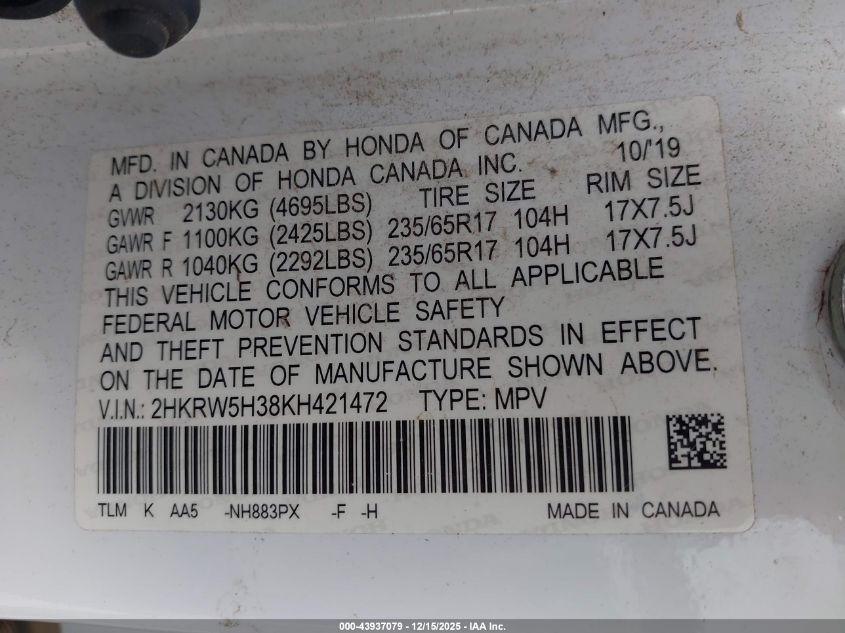 MFD. IN CANADA BY HONDA OF CANADA MFG.,
A DIVISION OF HONDA CANADA INC. 10/'19
GVWR 2130KG (4695LBS) TIRE SIZE RIM SIZE
GAWR F 1100KG (2425LBS) 235/65R17 104H 17X7.5J
GAWR R 1040KG (2292LBS) 235/65R17 104H 17X7.5J
THIS VEHICLE CONFORMS TO ALL APPLICABLE
FEDERAL MOTOR VEHICLE SAFETY
AND THEFT PREVENTION STANDARDS IN EFFECT
ON THE DATE OF MANUFACTURE SHOWN ABOVE.
V.I.N.: 2HKRW5H38KH421472 TYPE: MPV
TLM K AA5 -NH883PX -F -H MADE IN CANADA
000-43937079 - 12/15/2025 - IAA Inc.